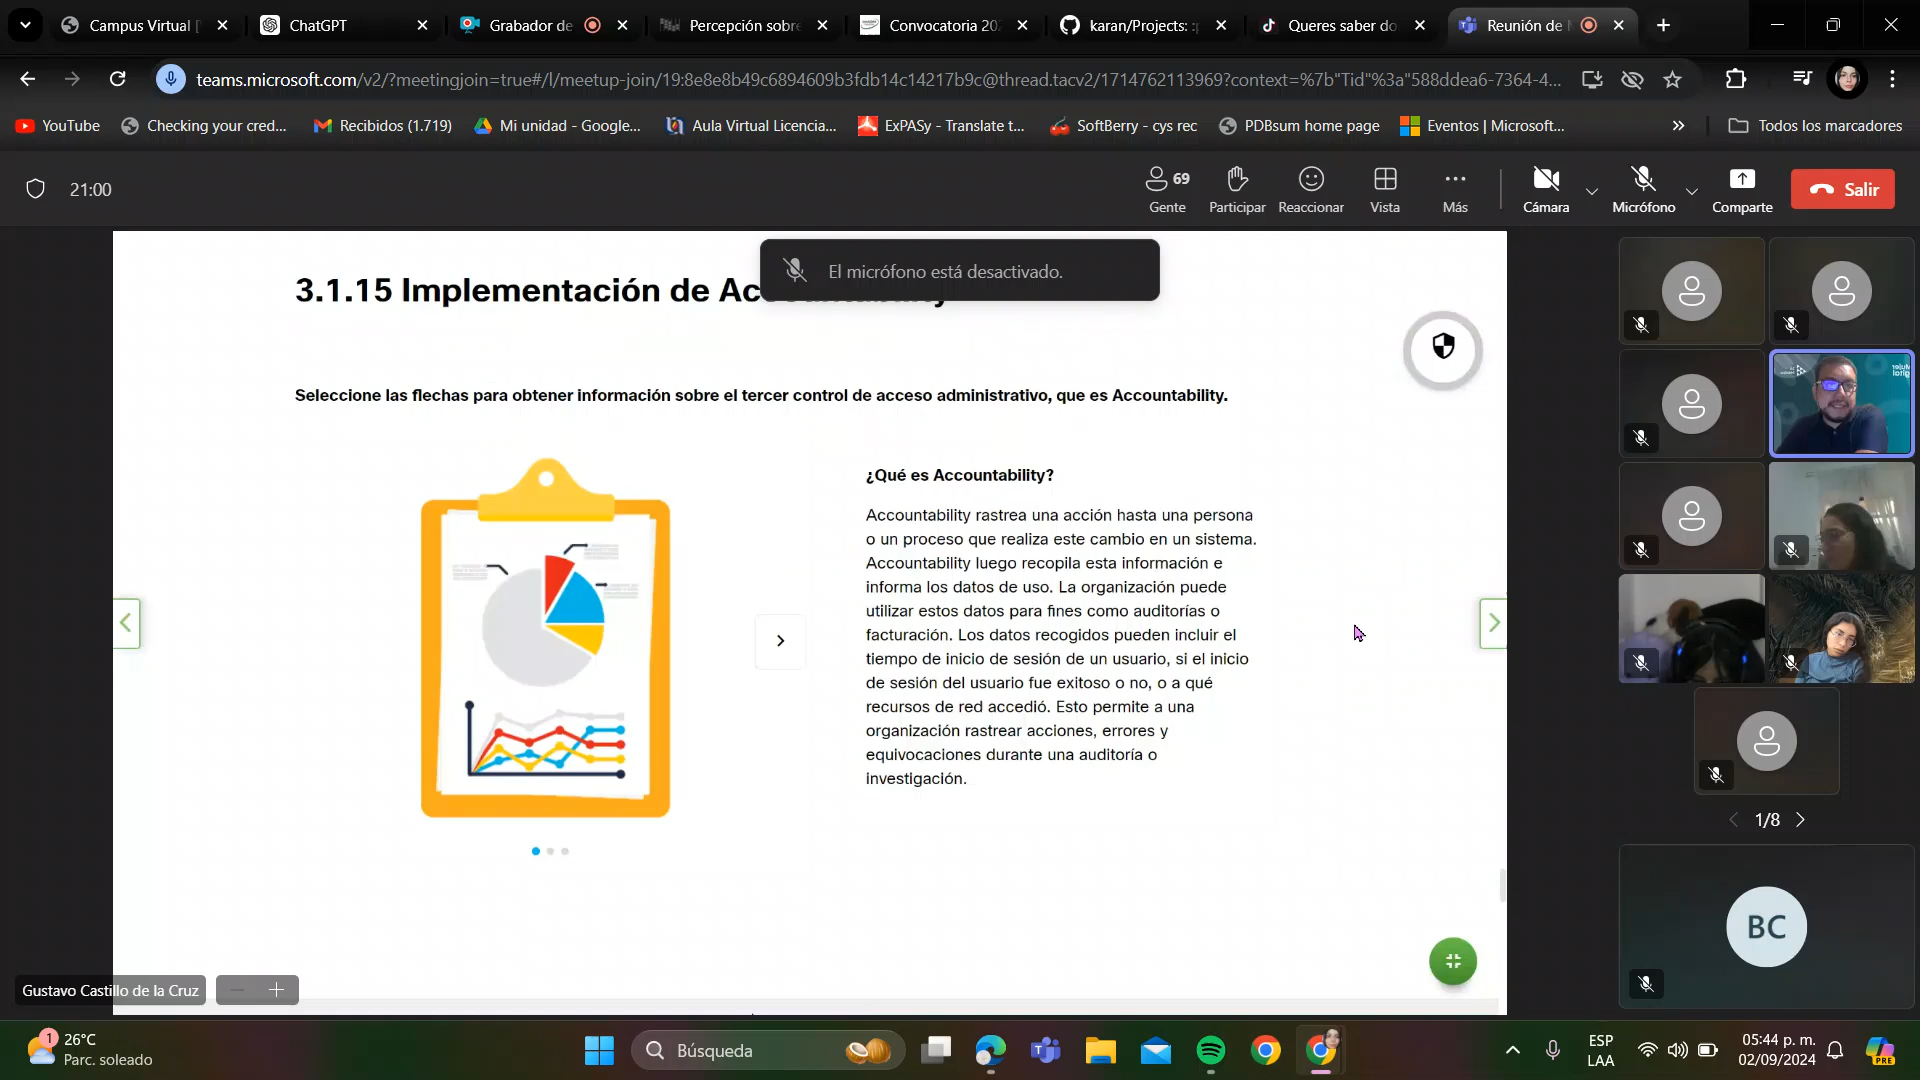 Campus Virtual [
ChatGPT
Grabador de
Percepción sobre
Convocatoria 202
karan/Projects: :p
Queres saber do
Reunión de
teams.microsoft.com/v2/?meetingjoin=true#/l/meetup-join/19:8e8e8b49c6894609b3fdb14c14217b9c@thread.tacv2/1714762113969?context=%7b"Tid"%3a"588ddea6-7364-4...
YouTube
Checking your cred...
Recibidos (1.719)
Mi unidad - Google...
Aula Virtual Licencia...
ExPASy - Translate t...
SoftBerry - cys rec
PDBsum home page
Eventos | Microsoft...
Todos los marcadores
21:00
69
Gente
Participar
Reaccionar
Vista
Más
Cámara
Micrófono
Comparte
Salir
El micrófono está desactivado.
3.1.15 Implementación de Ac
Seleccione las flechas para obtener información sobre el tercer control de acceso administrativo, que es Accountability.
¿Qué es Accountability?
Accountability rastrea una acción hasta una persona
o un proceso que realiza este cambio en un sistema.
Accountability luego recopila esta información e
informa los datos de uso. La organización puede
utilizar estos datos para fines como auditorías o
facturación. Los datos recogidos pueden incluir el
tiempo de inicio de sesión de un usuario, si el inicio
de sesión del usuario fue exitoso o no, o a qué
recursos de red accedió. Esto permite a una
organización rastrear acciones, errores y
equivocaciones durante una auditoría o
investigación.
1/8
BC
Gustavo Castillo de la Cruz
1
26°C
Parc. soleado
Búsqueda
ESP
LAA
05:44 p. m.
02/09/2024
PRE